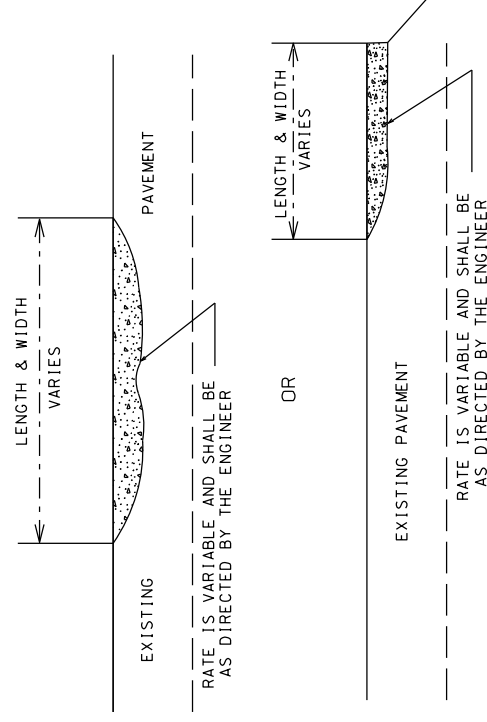 LENGTH & WIDTH
VARIES
EXISTING
PAVEMENT
RATE IS VARIABLE AND SHALL BE
AS DIRECTED BY THE ENGINEER
OR
LENGTH & WIDTH
VARIES
EXISTING PAVEMENT
RATE IS VARIABLE AND SHALL BE
AS DIRECTED BY THE ENGINEER